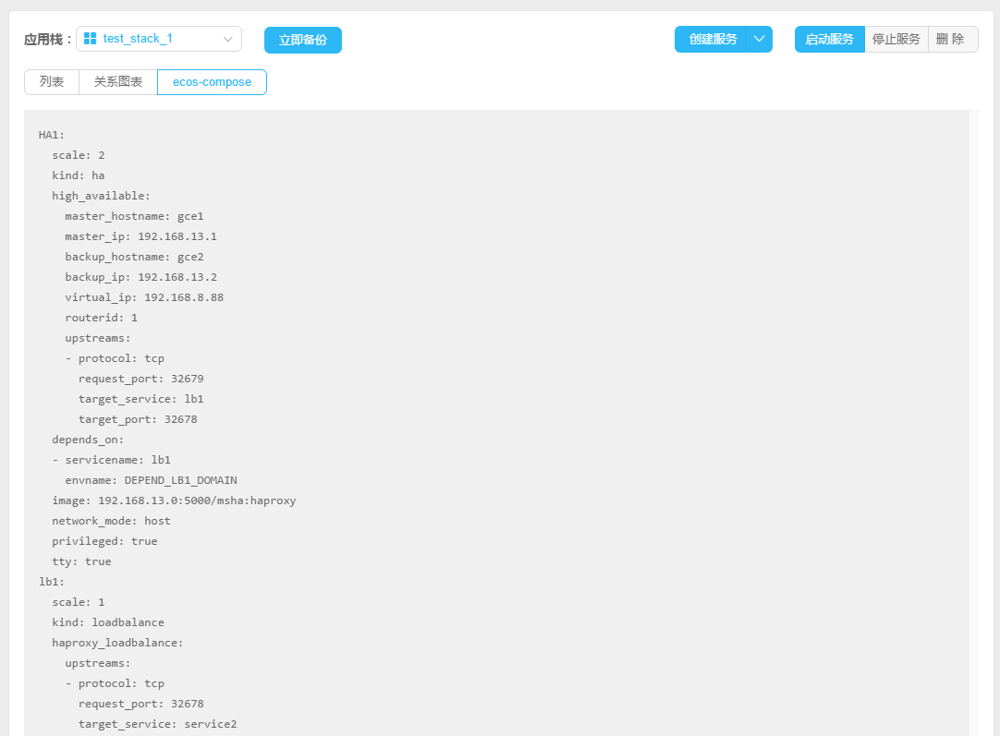 应用栈： test_stack_1 立即备份 创建服务 启动服务 停止服务 删 除
列表 关系图表 ecos-compose
HA1:
  scale: 2
  kind: ha
  high_available:
    master_hostname: gce1
    master_ip: 192.168.13.1
    backup_hostname: gce2
    backup_ip: 192.168.13.2
    virtual_ip: 192.168.8.88
    routerid: 1
    upstreams:
    - protocol: tcp
      request_port: 32679
      target_service: lb1
      target_port: 32678
  depends_on:
  - servicename: lb1
    envname: DEPEND_LB1_DOMAIN
  image: 192.168.13.0:5000/msha:haproxy
  network_mode: host
  privileged: true
  tty: true
lb1:
  scale: 1
  kind: loadbalance
  haproxy_loadbalance:
    upstreams:
    - protocol: tcp
      request_port: 32678
      target_service: service2